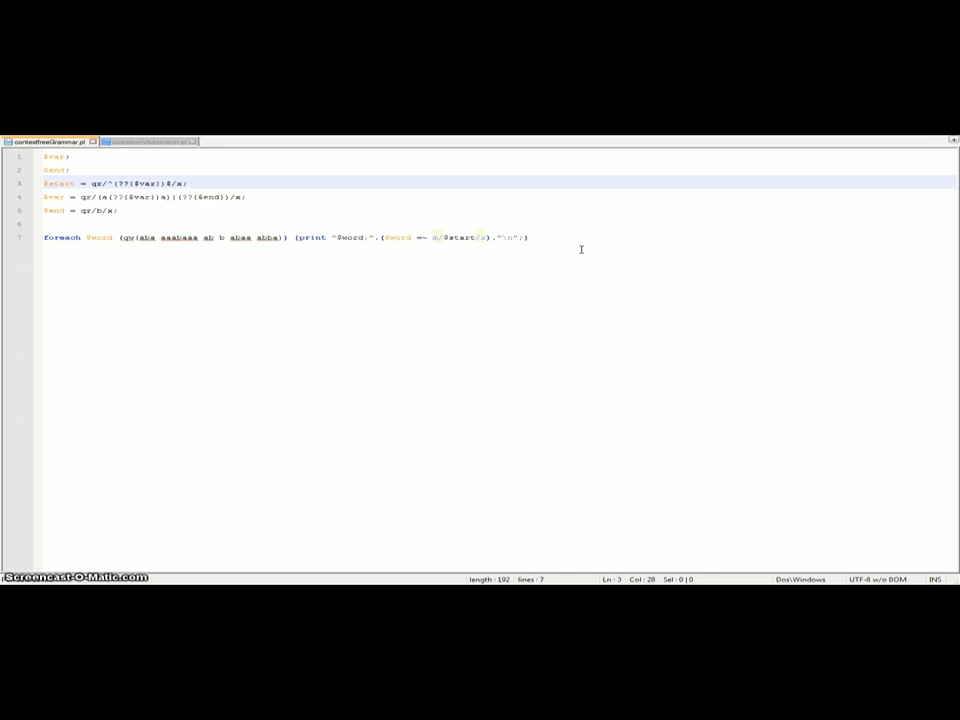 contextfreeGrammar.pl pushdownAutomaton.pl
1 $var;
2 $end;
3 $start = qr/^(??{$var})$/x;
4 $var = qr/(a(??{$var})a)|(??{$end})/x;
5 $end = qr/b/x;
6
7 foreach $word (qw(aba aaabaaa ab b abaa abba)) {print "$word:".($word =~ m/$start/x)."\n";}
Screencast-O-Matic.com length : 192 lines : 7 Ln : 3 Col : 28 Sel : 0 | 0 Dos\Windows UTF-8 w/o BOM INS